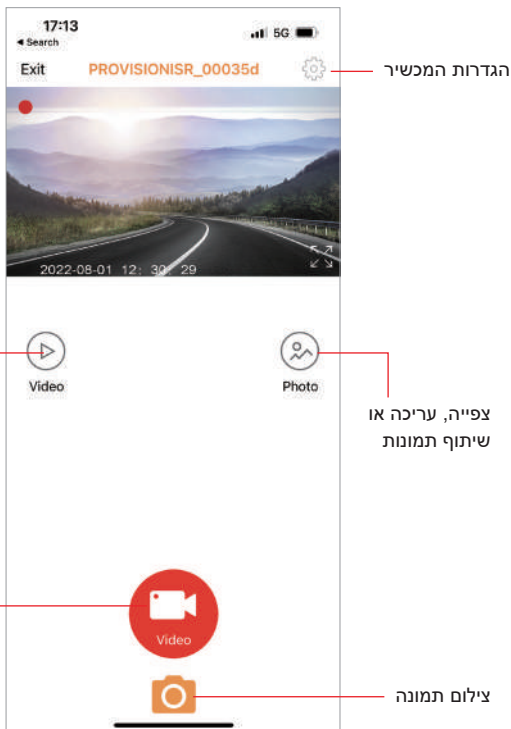 17:13
5G
◄ Search
Exit
PROVISIONISR_00035d
הגדרות המכשיר
2022-08-01 12: 30: 29
Video
Photo
צפייה, עריכה או
שיתוף תמונות
Video
צילום תמונה